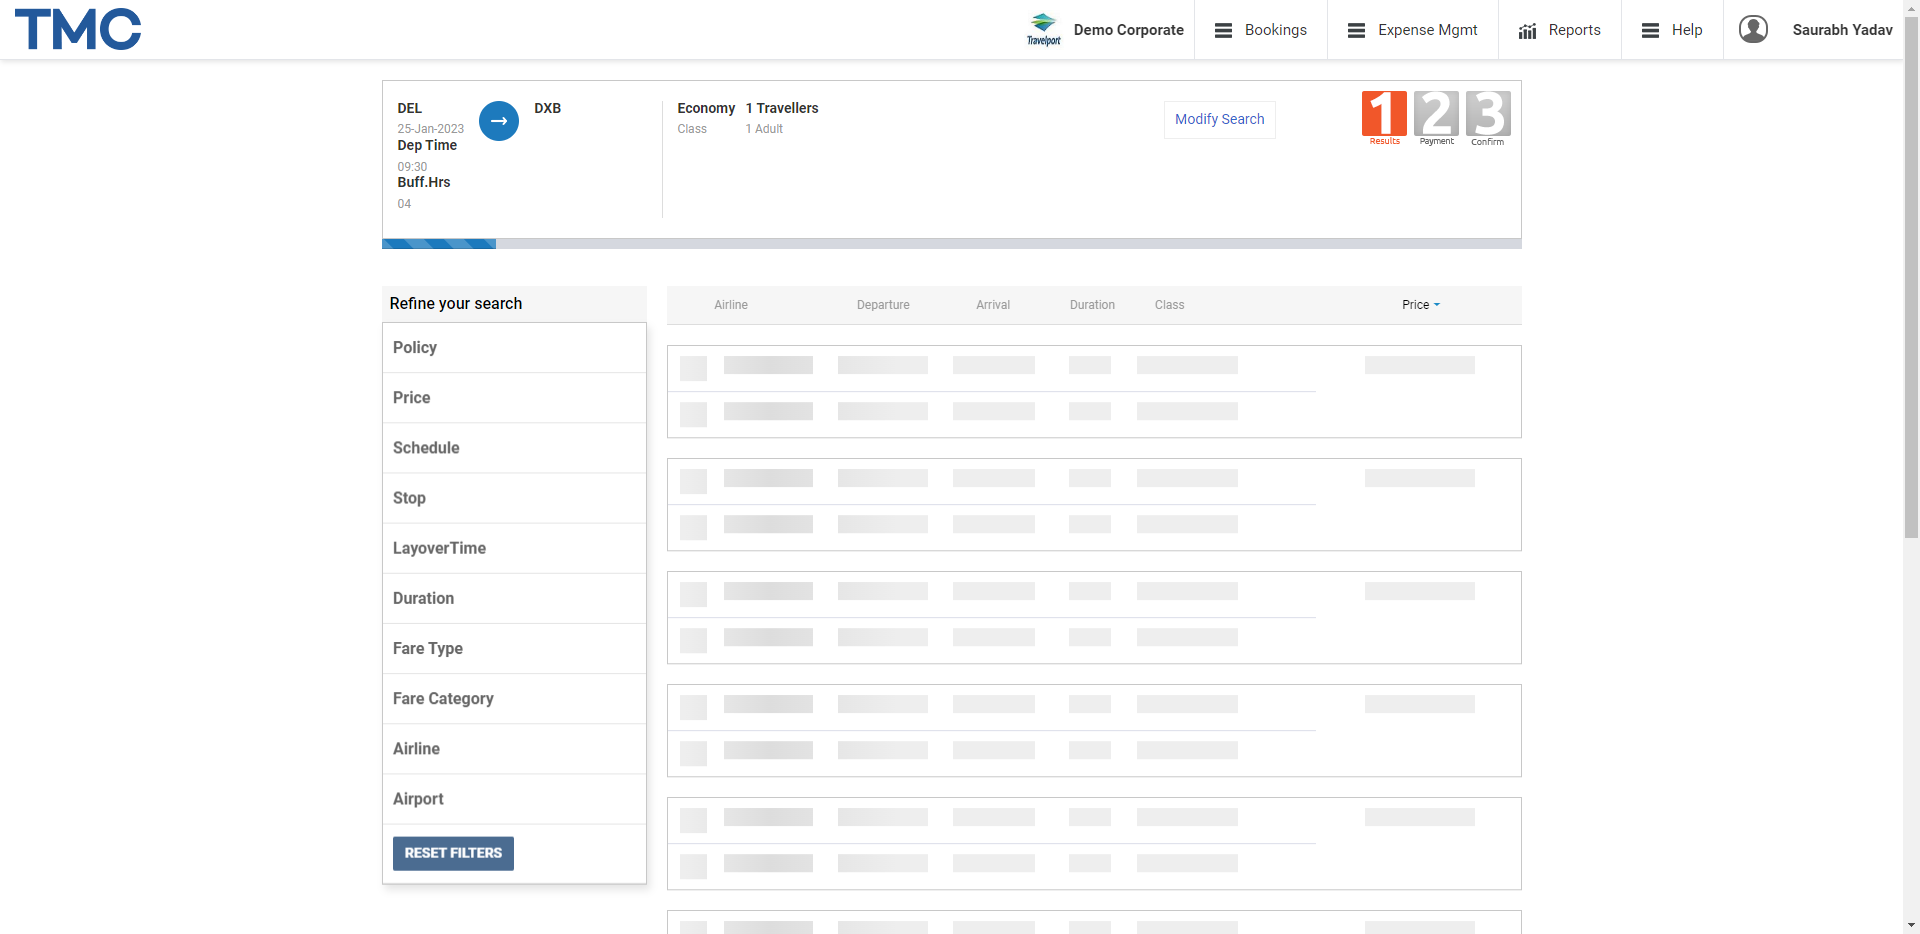 TMC
Travelport
Demo Corporate
Bookings
Expense Mgmt
Reports
Help
Saurabh Yadav
DEL
25-Jan-2023
Dep Time
09:30
Buff.Hrs
04
DXB
Economy
Class
1 Travellers
1 Adult
Modify Search
1
Results
2
Payment
3
Confirm
Refine your search
Policy
Price
Schedule
Stop
LayoverTime
Duration
Fare Type
Fare Category
Airline
Airport
RESET FILTERS
Airline Departure Arrival Duration Class Price